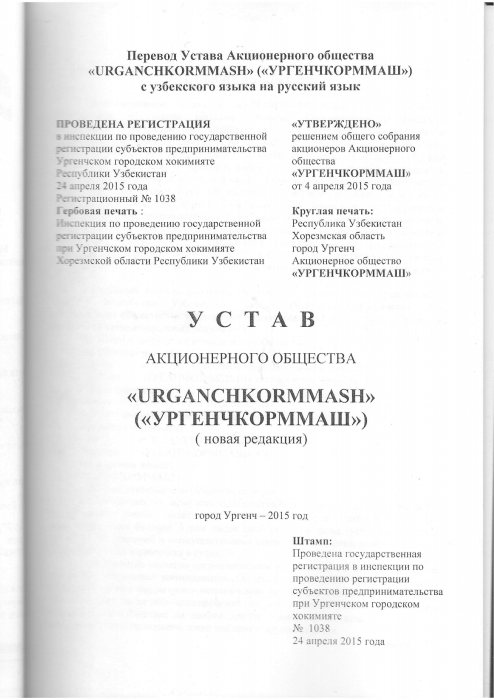 Перевод Устава Акционерного общества
«URGANCHKORMMASH» («УРГЕНЧКОРММАШ»)
с узбекского языка на русский язык
ПРОВЕДЕНА РЕГИСТРАЦИЯ
в инспекции по проведению государственной
регистрации субъектов предпринимательства
Ургенчском городском хокимияте
Республики Узбекистан
24 апреля 2015 года
Регистрационный № 1038
Гербовая печать :
Инспекция по проведению государственной
регистрации субъектов предпринимательства
при Ургенчском городском хокимияте
Хорезмской области Республики Узбекистан
«УТВЕРЖДЕНО»
решением общего собрания
акционеров Акционерного
общества
«УРГЕНЧКОРММАШ»
от 4 апреля 2015 года
Круглая печать:
Республика Узбекистан
Хорезмская область
город Ургенч
Акционерное общество
«УРГЕНЧКОРММАШ»
У С Т А В
АКЦИОНЕРНОГО ОБЩЕСТВА
«URGANCHKORMMASH»
(«УРГЕНЧКОРММАШ»)
( новая редакция)
город Ургенч – 2015 год
Штамп:
Проведена государственная
регистрация в инспекции по
проведению регистрации
субъектов предпринимательства
при Ургенчском городском
хокимияте
№ 1038
24 апреля 2015 года